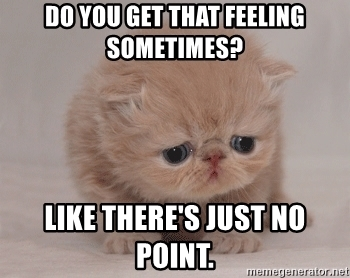 DO YOU GET THAT FEELING
SOMETIMES?
LIKE THERE'S JUST NO
POINT.
memegenerator.net